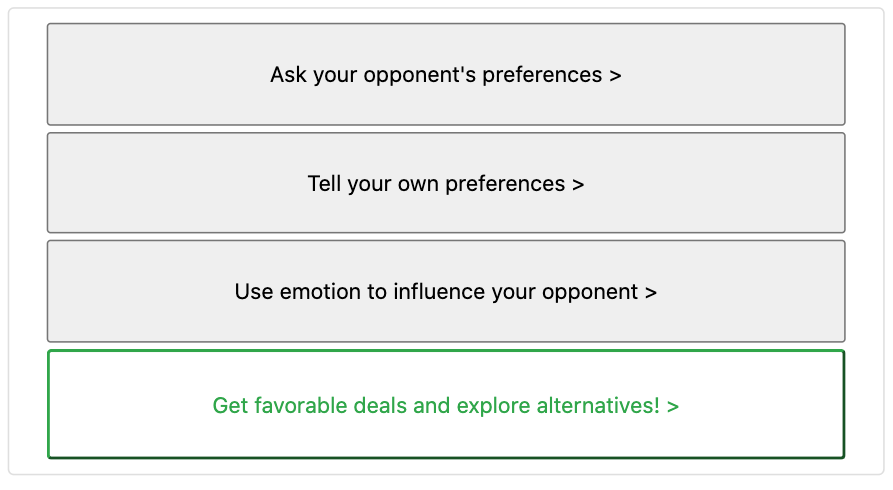 Ask your opponent's preferences >
Tell your own preferences >
Use emotion to influence your opponent >
Get favorable deals and explore alternatives! >